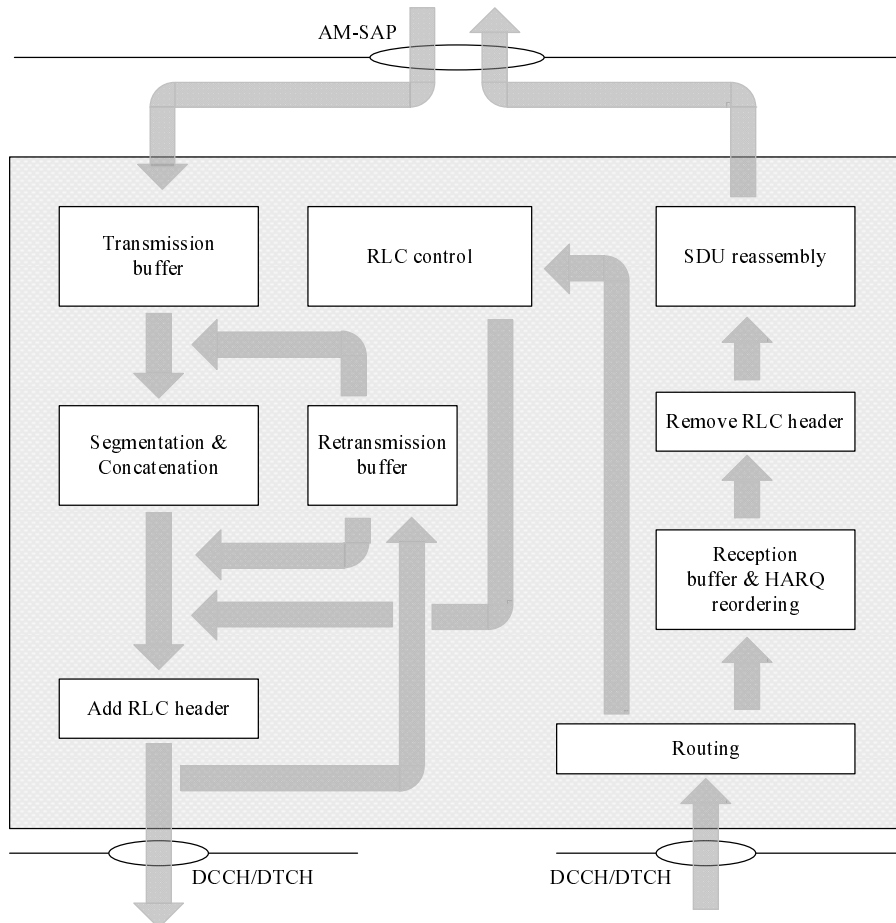 AM-SAP
Transmission
buffer
RLC control
SDU reassembly
Segmentation &
Concatenation
Retransmission
buffer
Remove RLC header
Reception
buffer & HARQ
reordering
Add RLC header
Routing
DCCH/DTCH
DCCH/DTCH